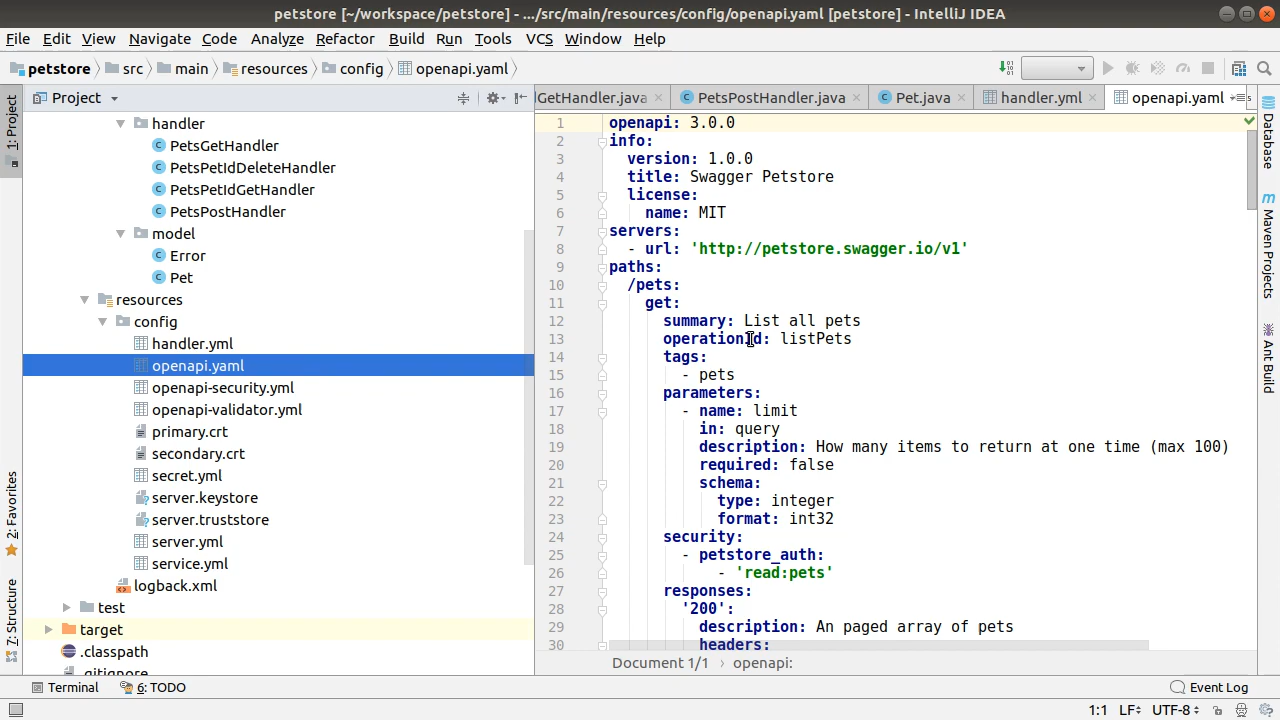 petstore [~/workspace/petstore] - .../src/main/resources/config/openapi.yaml [petstore] - IntelliJ IDEA
File Edit View Navigate Code Analyze Refactor Build Run Tools VCS Window Help
petstore src main resources config openapi.yaml
Project
GetHandler.java PetsPostHandler.java Pet.java handler.yml openapi.yaml
1: Project
2: Favorites
7: Structure
handler
PetsGetHandler
PetsPetIdDeleteHandler
PetsPetIdGetHandler
PetsPostHandler
model
Error
Pet
resources
config
handler.yml
openapi.yaml
openapi-security.yml
openapi-validator.yml
primary.crt
secondary.crt
secret.yml
server.keystore
server.truststore
server.yml
service.yml
logback.xml
test
target
.classpath
.gitignore
1 openapi: 3.0.0
2 info:
3 version: 1.0.0
4 title: Swagger Petstore
5 license:
6 name: MIT
7 servers:
8 - url: 'http://petstore.swagger.io/v1'
9 paths:
10 /pets:
11 get:
12 summary: List all pets
13 operationId: listPets
14 tags:
15 - pets
16 parameters:
17 - name: limit
18 in: query
19 description: How many items to return at one time (max 100)
20 required: false
21 schema:
22 type: integer
23 format: int32
24 security:
25 - petstore_auth:
26 - 'read:pets'
27 responses:
28 '200':
29 description: An paged array of pets
30 headers:
Document 1/1 openapi:
Database
Maven Projects
Ant Build
Terminal 6: TODO Event Log
1:1 LF UTF-8